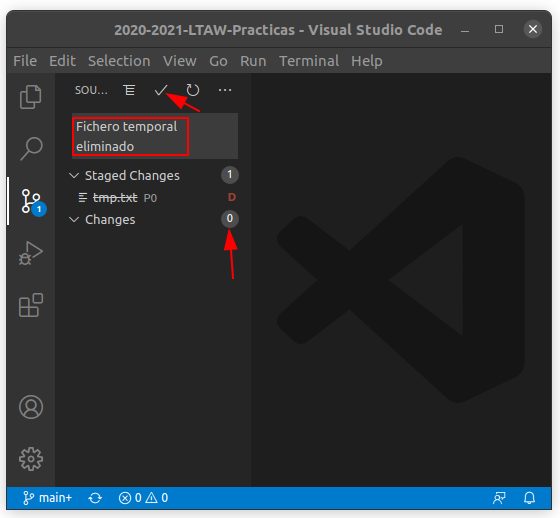 2020-2021-LTAW-Practicas - Visual Studio Code
File Edit Selection View Go Run Terminal Help
SOU...
Fichero temporal
eliminado
Staged Changes 1
tmp.txt P0 D
Changes 0
1
main+ 0 0